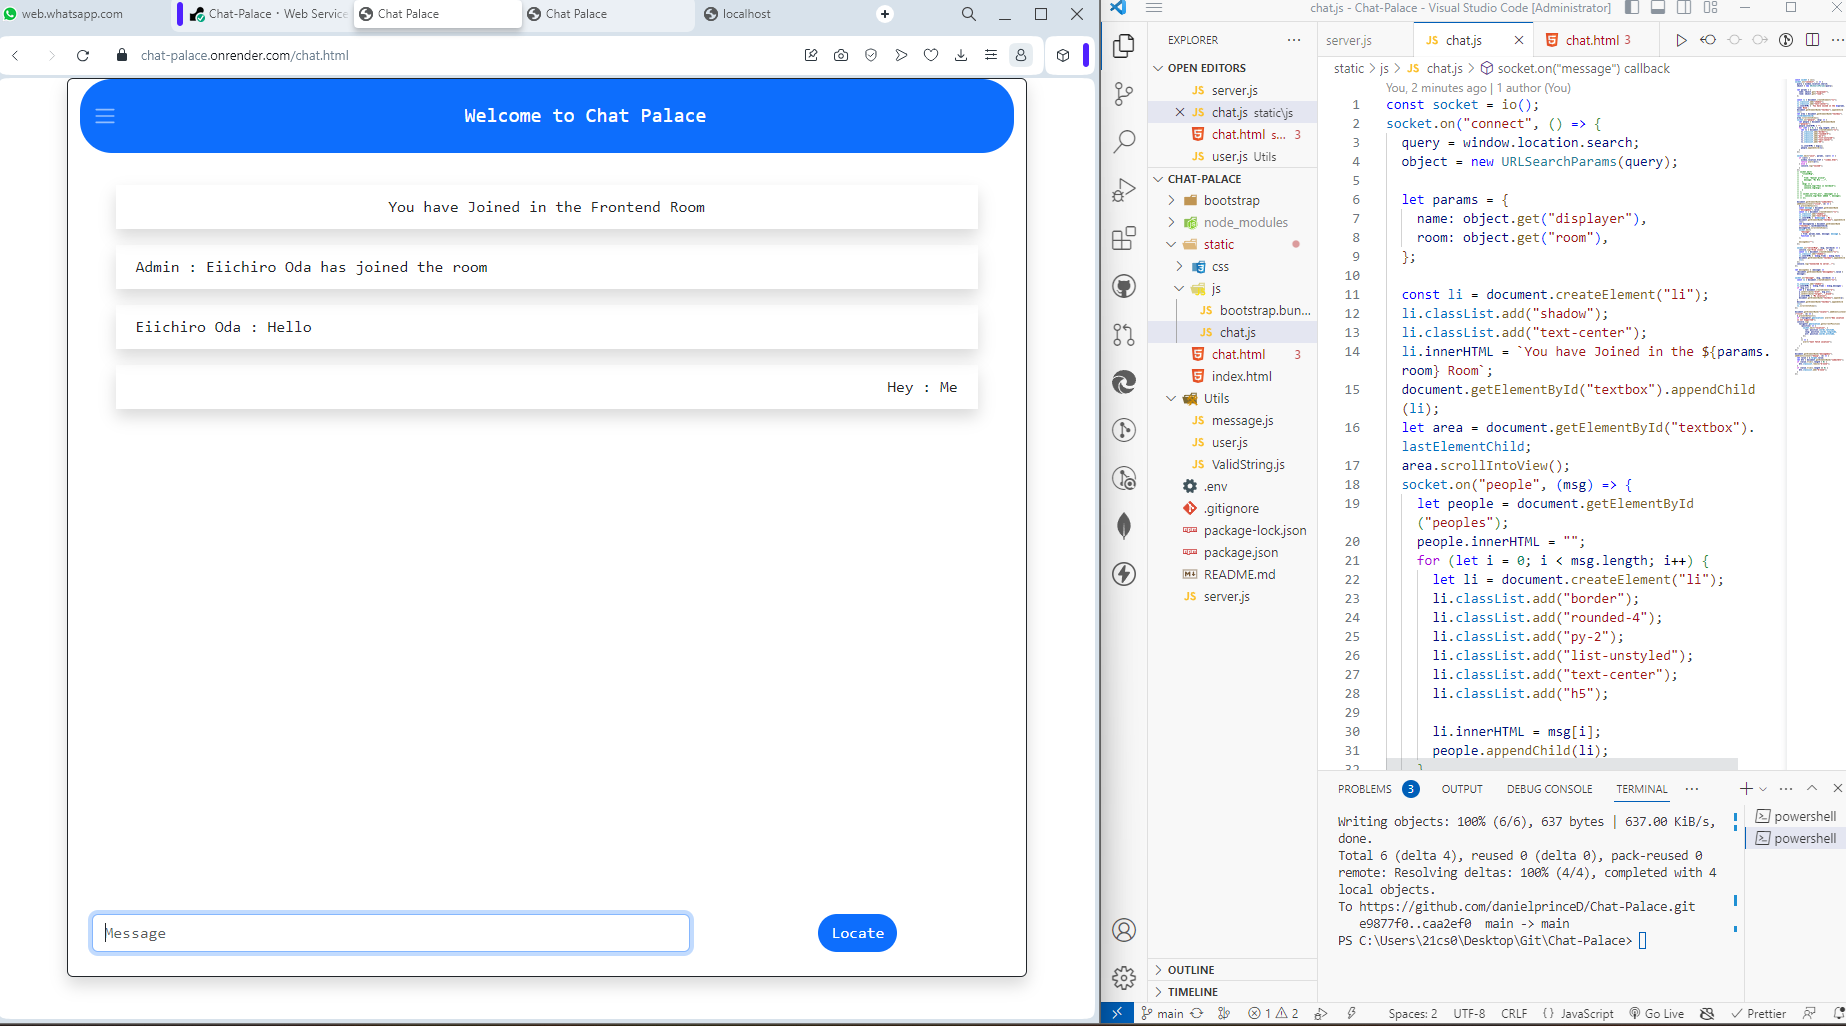 web.whatsapp.com
Chat-Palace · Web Service
Chat Palace
Chat Palace
localhost
chat-palace.onrender.com/chat.html
Welcome to Chat Palace
You have Joined in the Frontend Room
Admin : Eiichiro Oda has joined the room
Eiichiro Oda : Hello
Hey : Me
Message
Locate
chat.js - Chat-Palace - Visual Studio Code [Administrator]
EXPLORER
OPEN EDITORS
JS server.js
JS chat.js static\js
chat.html s... 3
JS user.js Utils
CHAT-PALACE
bootstrap
node_modules
static
css
js
JS bootstrap.bun...
JS chat.js
chat.html 3
index.html
Utils
JS message.js
JS user.js
JS ValidString.js
.env
.gitignore
package-lock.json
package.json
README.md
JS server.js
OUTLINE
TIMELINE
server.js
JS chat.js
chat.html 3
static > js > JS chat.js > socket.on("message") callback
You, 2 minutes ago | 1 author (You)
1 const socket = io();
2 socket.on("connect", () => {
3 query = window.location.search;
4 object = new URLSearchParams(query);
5
6 let params = {
7 name: object.get("displayer"),
8 room: object.get("room"),
9 };
10
11 const li = document.createElement("li");
12 li.classList.add("shadow");
13 li.classList.add("text-center");
14 li.innerHTML = `You have Joined in the ${params.
room} Room`;
15 document.getElementById("textbox").appendChild
(li);
16 let area = document.getElementById("textbox").
lastElementChild;
17 area.scrollIntoView();
18 socket.on("people", (msg) => {
19 let people = document.getElementById
("peoples");
20 people.innerHTML = "";
21 for (let i = 0; i < msg.length; i++) {
22 let li = document.createElement("li");
23 li.classList.add("border");
24 li.classList.add("rounded-4");
25 li.classList.add("py-2");
26 li.classList.add("list-unstyled");
27 li.classList.add("text-center");
28 li.classList.add("h5");
29
30 li.innerHTML = msg[i];
31 people.appendChild(li);
32 }
PROBLEMS 3 OUTPUT DEBUG CONSOLE TERMINAL
Writing objects: 100% (6/6), 637 bytes | 637.00 KiB/s,
done.
Total 6 (delta 4), reused 0 (delta 0), pack-reused 0
remote: Resolving deltas: 100% (4/4), completed with 4
local objects.
To https://github.com/danielprinceD/Chat-Palace.git
e9877f0..caa2ef0 main -> main
PS C:\Users\21cs0\Desktop\Git\Chat-Palace>
powershell
powershell
main 1 2 Spaces: 2 UTF-8 CRLF {} JavaScript Go Live Prettier